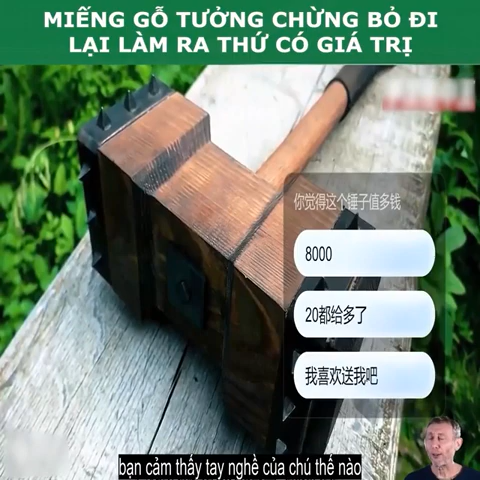 MIẾNG GỖ TƯỞNG CHỪNG BỎ ĐI
LẠI LÀM RA THỨ CÓ GIÁ TRỊ
你觉得这个锤子值多钱
8000
20都给多了
我喜欢送我吧
bạn cảm thấy tay nghề của chú thế nào